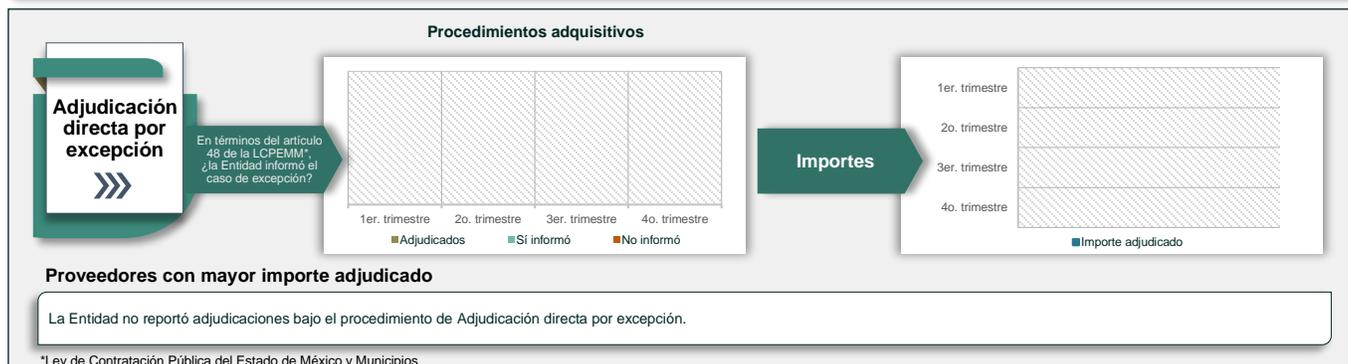 Procedimientos adquisitivos
Adjudicación
directa por
excepción
En términos del artículo
48 de la LCPEMM*,
¿la Entidad informó el
caso de excepción?
1er. trimestre 2o. trimestre 3er. trimestre 4o. trimestre
Adjudicados Sí informó No informó
Importes
1er. trimestre
2o. trimestre
3er. trimestre
4o. trimestre
Importe adjudicado
Proveedores con mayor importe adjudicado
La Entidad no reportó adjudicaciones bajo el procedimiento de Adjudicación directa por excepción.
*Ley de Contratación Pública del Estado de México y Municipios